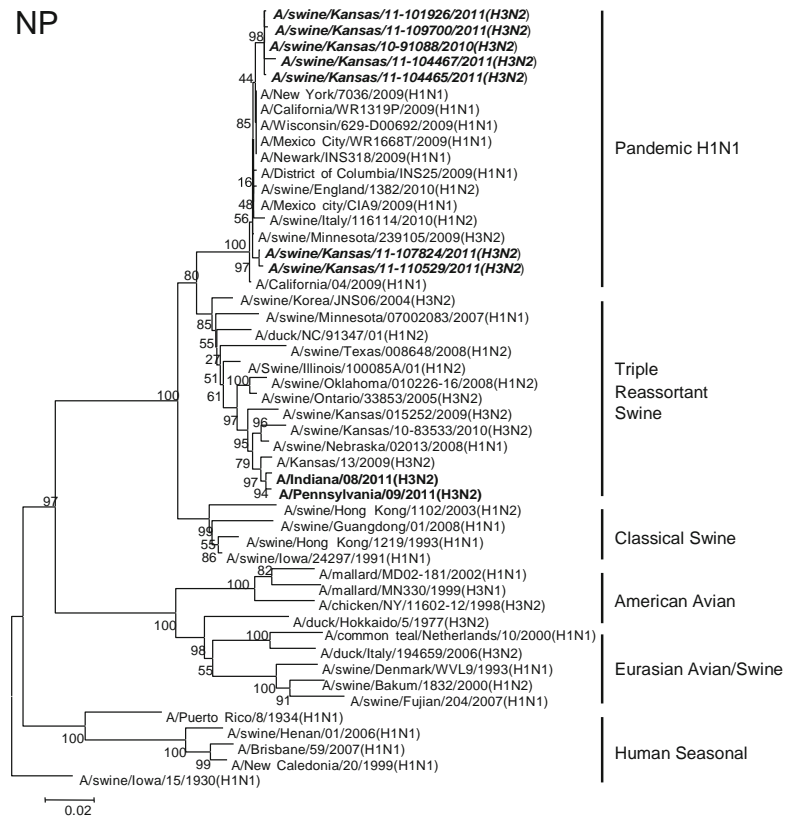 NP
A/swine/Kansas/11-101926/2011(H3N2)
A/swine/Kansas/11-109700/2011(H3N2)
98
A/swine/Kansas/10-91088/2010(H3N2)
A/swine/Kansas/11-104467/2011(H3N2)
44
A/swine/Kansas/11-104465/2011(H3N2)
A/New York/7036/2009(H1N1)
A/California/WR1319P/2009(H1N1)
85
A/Wisconsin/629-D00692/2009(H1N1)
A/Mexico City/WR1668T/2009(H1N1)
Pandemic H1N1
A/Newark/INS318/2009(H1N1)
A/District of Columbia/INS25/2009(H1N1)
16
A/swine/England/1382/2010(H1N2)
48
A/Mexico city/CIA9/2009(H1N1)
56
A/swine/Italy/116114/2010(H1N2)
A/swine/Minnesota/239105/2009(H3N2)
100
A/swine/Kansas/11-107824/2011(H3N2)
97
A/swine/Kansas/11-110529/2011(H3N2)
80
A/California/04/2009(H1N1)
A/swine/Korea/JNS06/2004(H3N2)
85
A/swine/Minnesota/07002083/2007(H1N1)
A/duck/NC/91347/01(H1N2)
55
A/swine/Texas/008648/2008(H1N2)
27
A/Swine/Illinois/100085A/01(H1N2)
Triple
Reassortant
Swine
51
100
A/swine/Oklahoma/010226-16/2008(H1N2)
61
A/swine/Ontario/33853/2005(H3N2)
100
A/swine/Kansas/015252/2009(H3N2)
97
96
A/swine/Kansas/10-83533/2010(H3N2)
95
A/swine/Nebraska/02013/2008(H1N1)
79
A/Kansas/13/2009(H3N2)
97
A/Indiana/08/2011(H3N2)
94
A/Pennsylvania/09/2011(H3N2)
97
A/swine/Hong Kong/1102/2003(H1N2)
A/swine/Guangdong/01/2008(H1N1)
99
A/swine/Hong Kong/1219/1993(H1N1)
Classical Swine
55
86
A/swine/Iowa/24297/1991(H1N1)
82
A/mallard/MD02-181/2002(H1N1)
100
A/mallard/MN330/1999(H3N1)
A/chicken/NY/11602-12/1998(H3N2)
American Avian
A/duck/Hokkaido/5/1977(H3N2)
100
100
A/common teal/Netherlands/10/2000(H1N1)
98
A/duck/Italy/194659/2006(H3N2)
55
A/swine/Denmark/WVL9/1993(H1N1)
Eurasian Avian/Swine
100
A/swine/Bakum/1832/2000(H1N2)
91
A/swine/Fujian/204/2007(H1N1)
A/Puerto Rico/8/1934(H1N1)
100
A/swine/Henan/01/2006(H1N1)
100
A/Brisbane/59/2007(H1N1)
Human Seasonal
99
A/New Caledonia/20/1999(H1N1)
A/swine/Iowa/15/1930(H1N1)
0.02